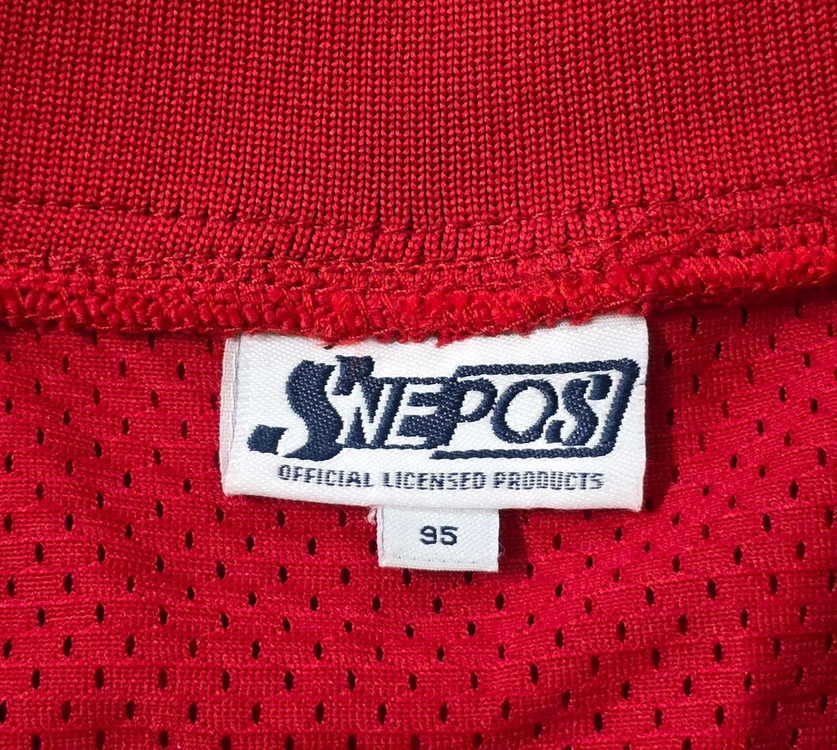 S'NEPOS
OFFICIAL LICENSED PRODUCTS
95